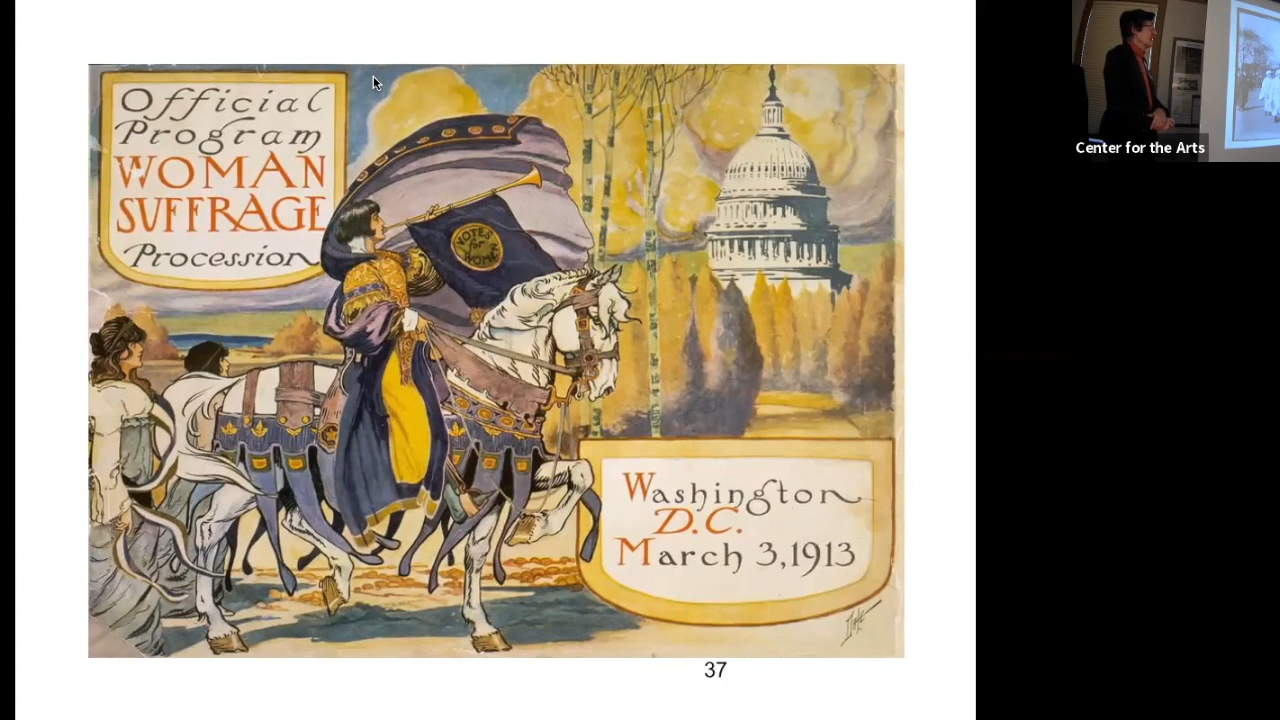 Official
Program
WOMAN
SUFFRAGE
Procession
VOTES
for
WOMEN
Washington
D.C.
March 3, 1913
37
Center for the Arts